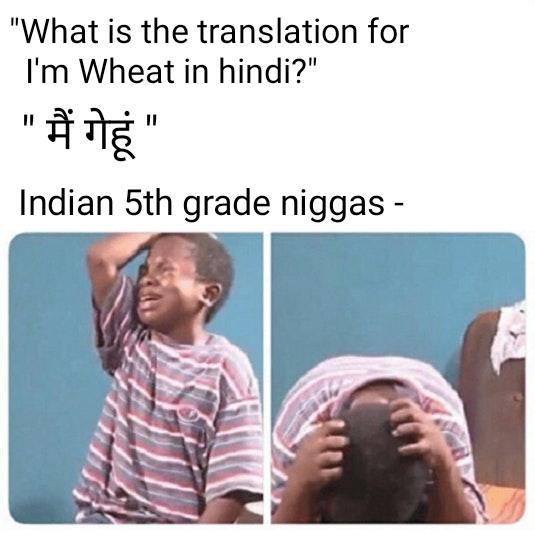 "What is the translation for
I'm Wheat in hindi?"
" मैं गेहूं "
Indian 5th grade niggas -